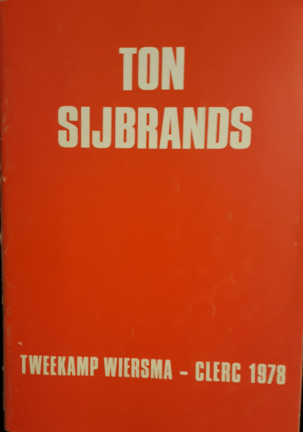 TON
SIJBRANDS
TWEEKAMP WIERSMA - CLERC 1978